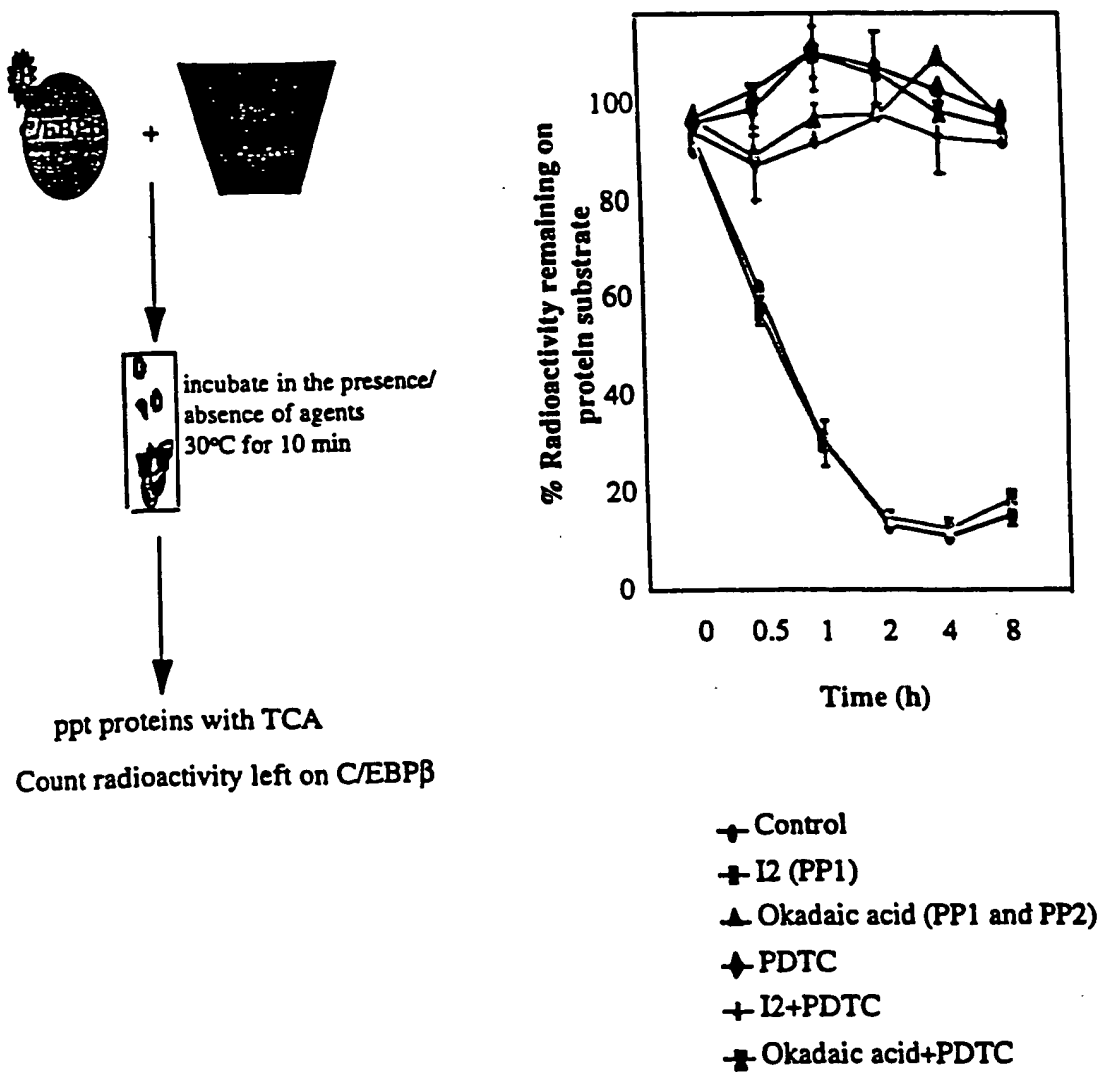 C/EBPβ
+
incubate in the presence/
absence of agents
30°C for 10 min
ppt proteins with TCA
Count radioactivity left on C/EBPβ
% Radioactivity remaining on
protein substrate
100
80
60
40
20
0
0 0.5 1 2 4 8
Time (h)
Control
I2 (PP1)
Okadaic acid (PP1 and PP2)
PDTC
I2+PDTC
Okadaic acid+PDTC